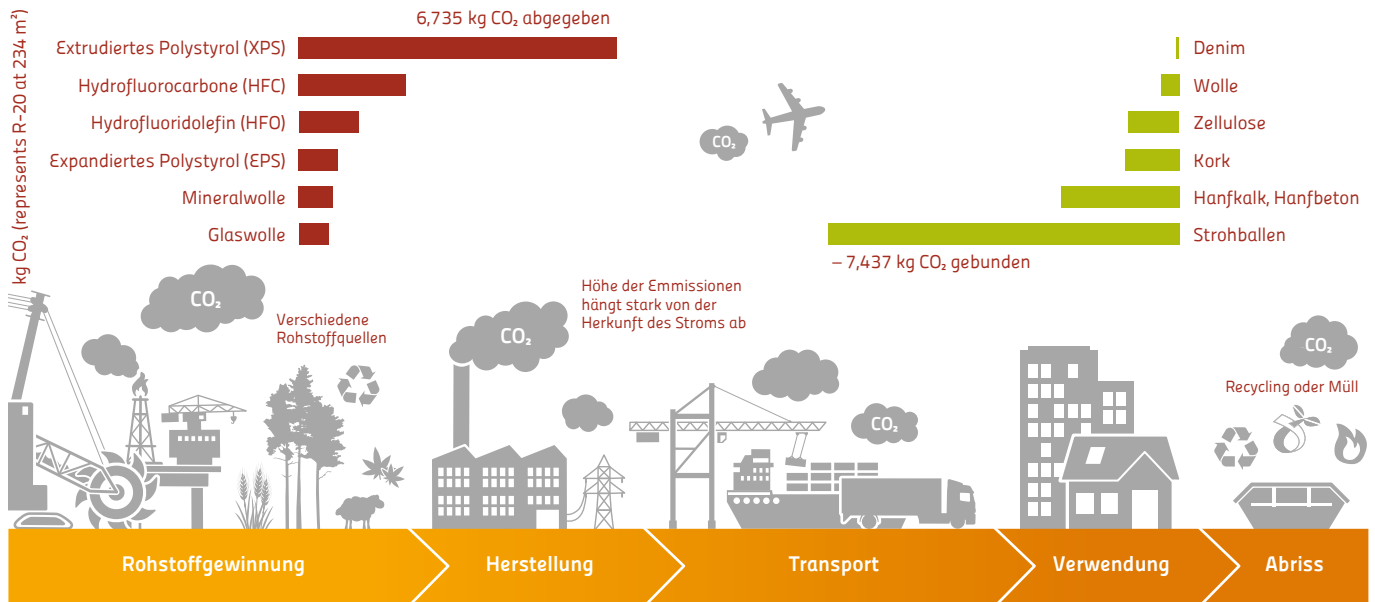 kg CO₂ (represents R-20 at 234 m²)
6,735 kg CO₂ abgegeben
Extrudiertes Polystyrol (XPS)
Hydrofluorocarbone (HFC)
Hydrofluoridolefin (HFO)
Expandiertes Polystyrol (EPS)
Mineralwolle
Glaswolle
Denim
Wolle
Zellulose
Kork
Hanfkalk, Hanfbeton
Strohballen
– 7,437 kg CO₂ gebunden
CO₂
CO₂
Verschiedene
Rohstoffquellen
CO₂
Höhe der Emmissionen
hängt stark von der
Herkunft des Stroms ab
CO₂
CO₂
Recycling oder Müll
Rohstoffgewinnung
Herstellung
Transport
Verwendung
Abriss